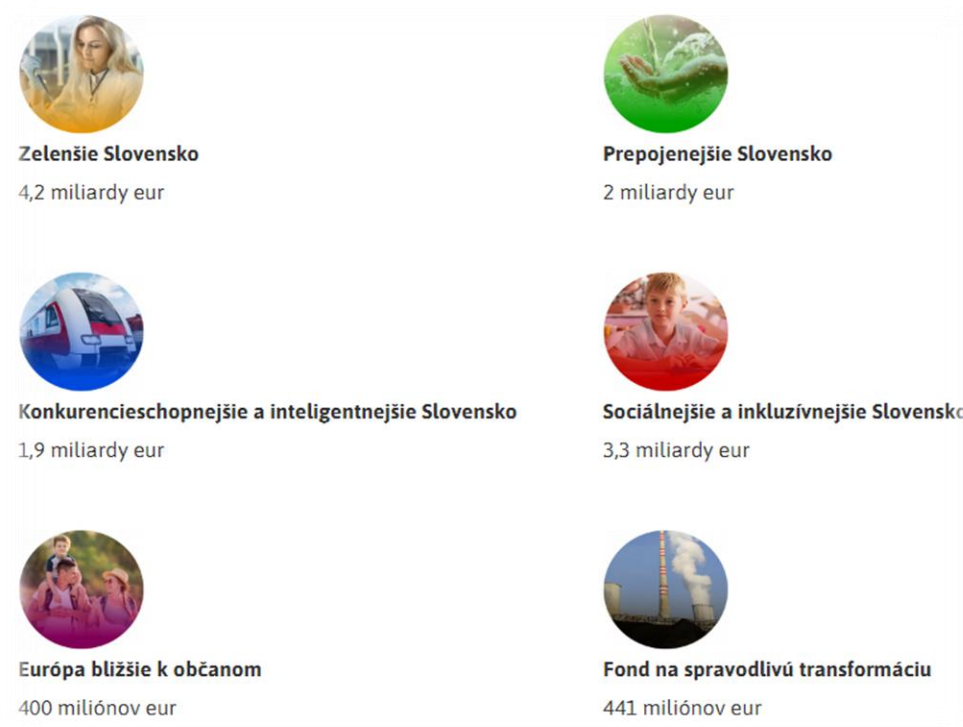 Zelenšie Slovensko
4,2 miliardy eur
Prepojenejšie Slovensko
2 miliardy eur
Konkurencieschopnejšie a inteligentnejšie Slovensko
1,9 miliardy eur
Sociálnejšie a inkluzívnejšie Slovensko
3,3 miliardy eur
Európa bližšie k občanom
400 miliónov eur
Fond na spravodlivú transformáciu
441 miliónov eur